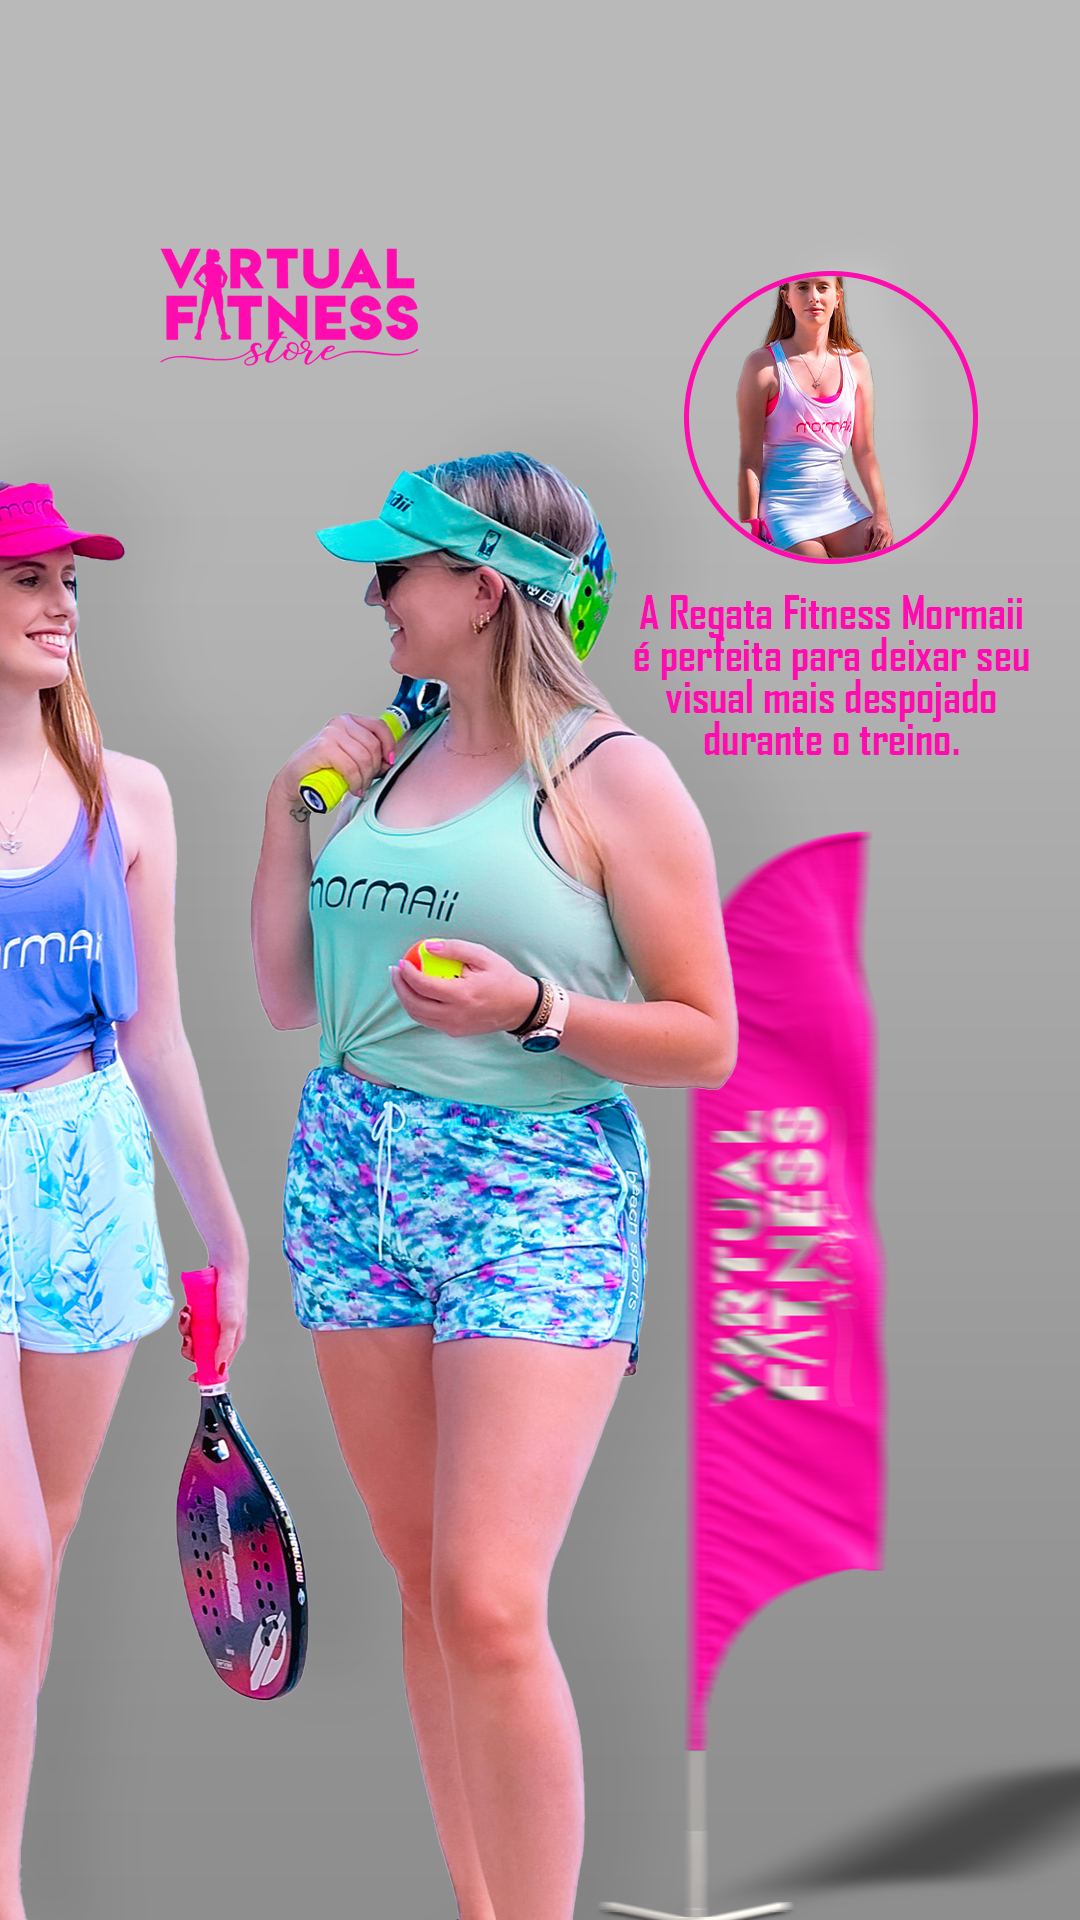 VIRTUAL
FITNESS
store
mormaii
A Regata Fitness Mormaii
é perfeita para deixar seu
visual mais despojado
durante o treino.
mormaii
VIRTUAL
FITNESS
beach sports
mormaii